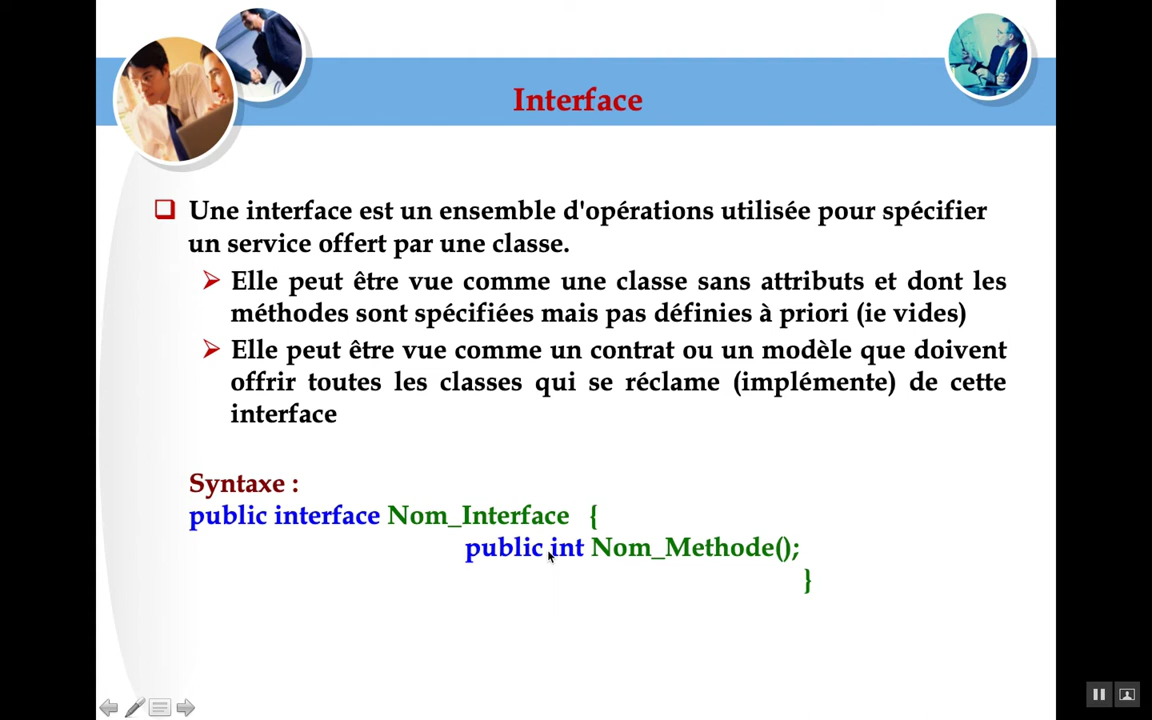 Interface
Une interface est un ensemble d'opérations utilisée pour spécifier
un service offert par une classe.
Elle peut être vue comme une classe sans attributs et dont les
méthodes sont spécifiées mais pas définies à priori (ie vides)
Elle peut être vue comme un contrat ou un modèle que doivent
offrir toutes les classes qui se réclame (implémente) de cette
interface
Syntaxe :
public interface Nom_Interface {
public int Nom_Methode();
}